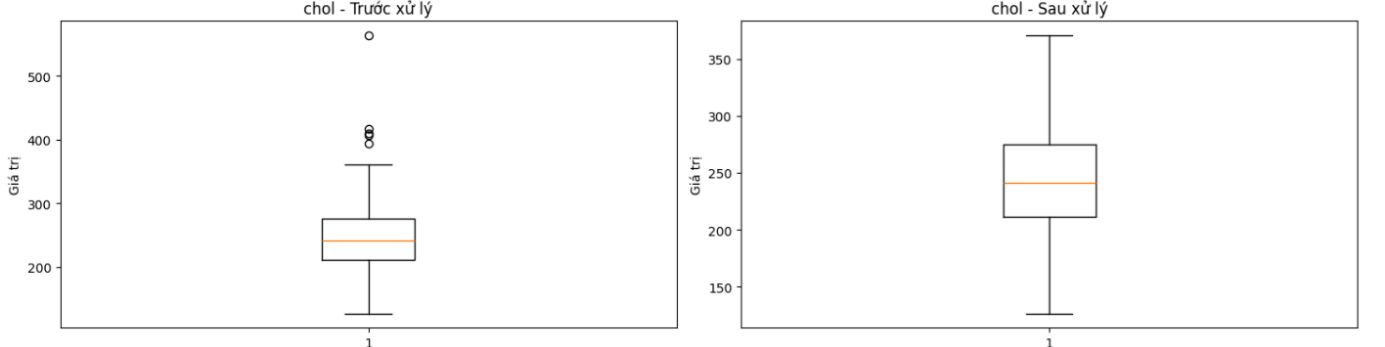 chol - Trước xử lý
Giá trị
500
400
300
200
1
chol - Sau xử lý
Giá trị
350
300
250
200
150
1